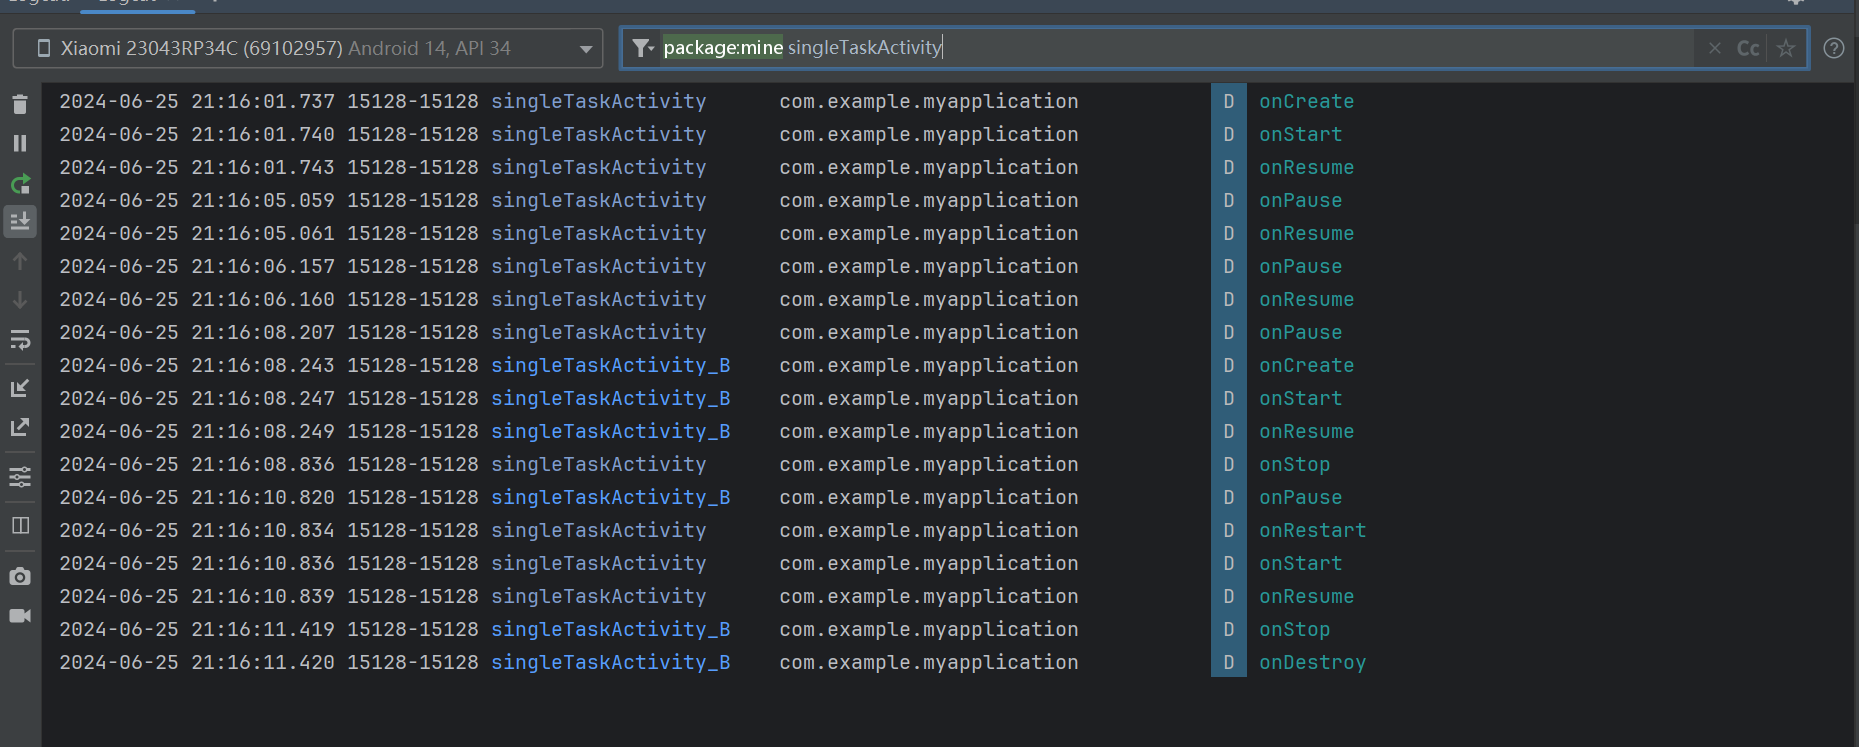 Xiaomi 23043RP34C (69102957) Android 14, API 34 package:mine singleTaskActivity Cc
2024-06-25 21:16:01.737 15128-15128 singleTaskActivity com.example.myapplication D onCreate
2024-06-25 21:16:01.740 15128-15128 singleTaskActivity com.example.myapplication D onStart
2024-06-25 21:16:01.743 15128-15128 singleTaskActivity com.example.myapplication D onResume
2024-06-25 21:16:05.059 15128-15128 singleTaskActivity com.example.myapplication D onPause
2024-06-25 21:16:05.061 15128-15128 singleTaskActivity com.example.myapplication D onResume
2024-06-25 21:16:06.157 15128-15128 singleTaskActivity com.example.myapplication D onPause
2024-06-25 21:16:06.160 15128-15128 singleTaskActivity com.example.myapplication D onResume
2024-06-25 21:16:08.207 15128-15128 singleTaskActivity com.example.myapplication D onPause
2024-06-25 21:16:08.243 15128-15128 singleTaskActivity_B com.example.myapplication D onCreate
2024-06-25 21:16:08.247 15128-15128 singleTaskActivity_B com.example.myapplication D onStart
2024-06-25 21:16:08.249 15128-15128 singleTaskActivity_B com.example.myapplication D onResume
2024-06-25 21:16:08.836 15128-15128 singleTaskActivity com.example.myapplication D onStop
2024-06-25 21:16:10.820 15128-15128 singleTaskActivity_B com.example.myapplication D onPause
2024-06-25 21:16:10.834 15128-15128 singleTaskActivity com.example.myapplication D onRestart
2024-06-25 21:16:10.836 15128-15128 singleTaskActivity com.example.myapplication D onStart
2024-06-25 21:16:10.839 15128-15128 singleTaskActivity com.example.myapplication D onResume
2024-06-25 21:16:11.419 15128-15128 singleTaskActivity_B com.example.myapplication D onStop
2024-06-25 21:16:11.420 15128-15128 singleTaskActivity_B com.example.myapplication D onDestroy